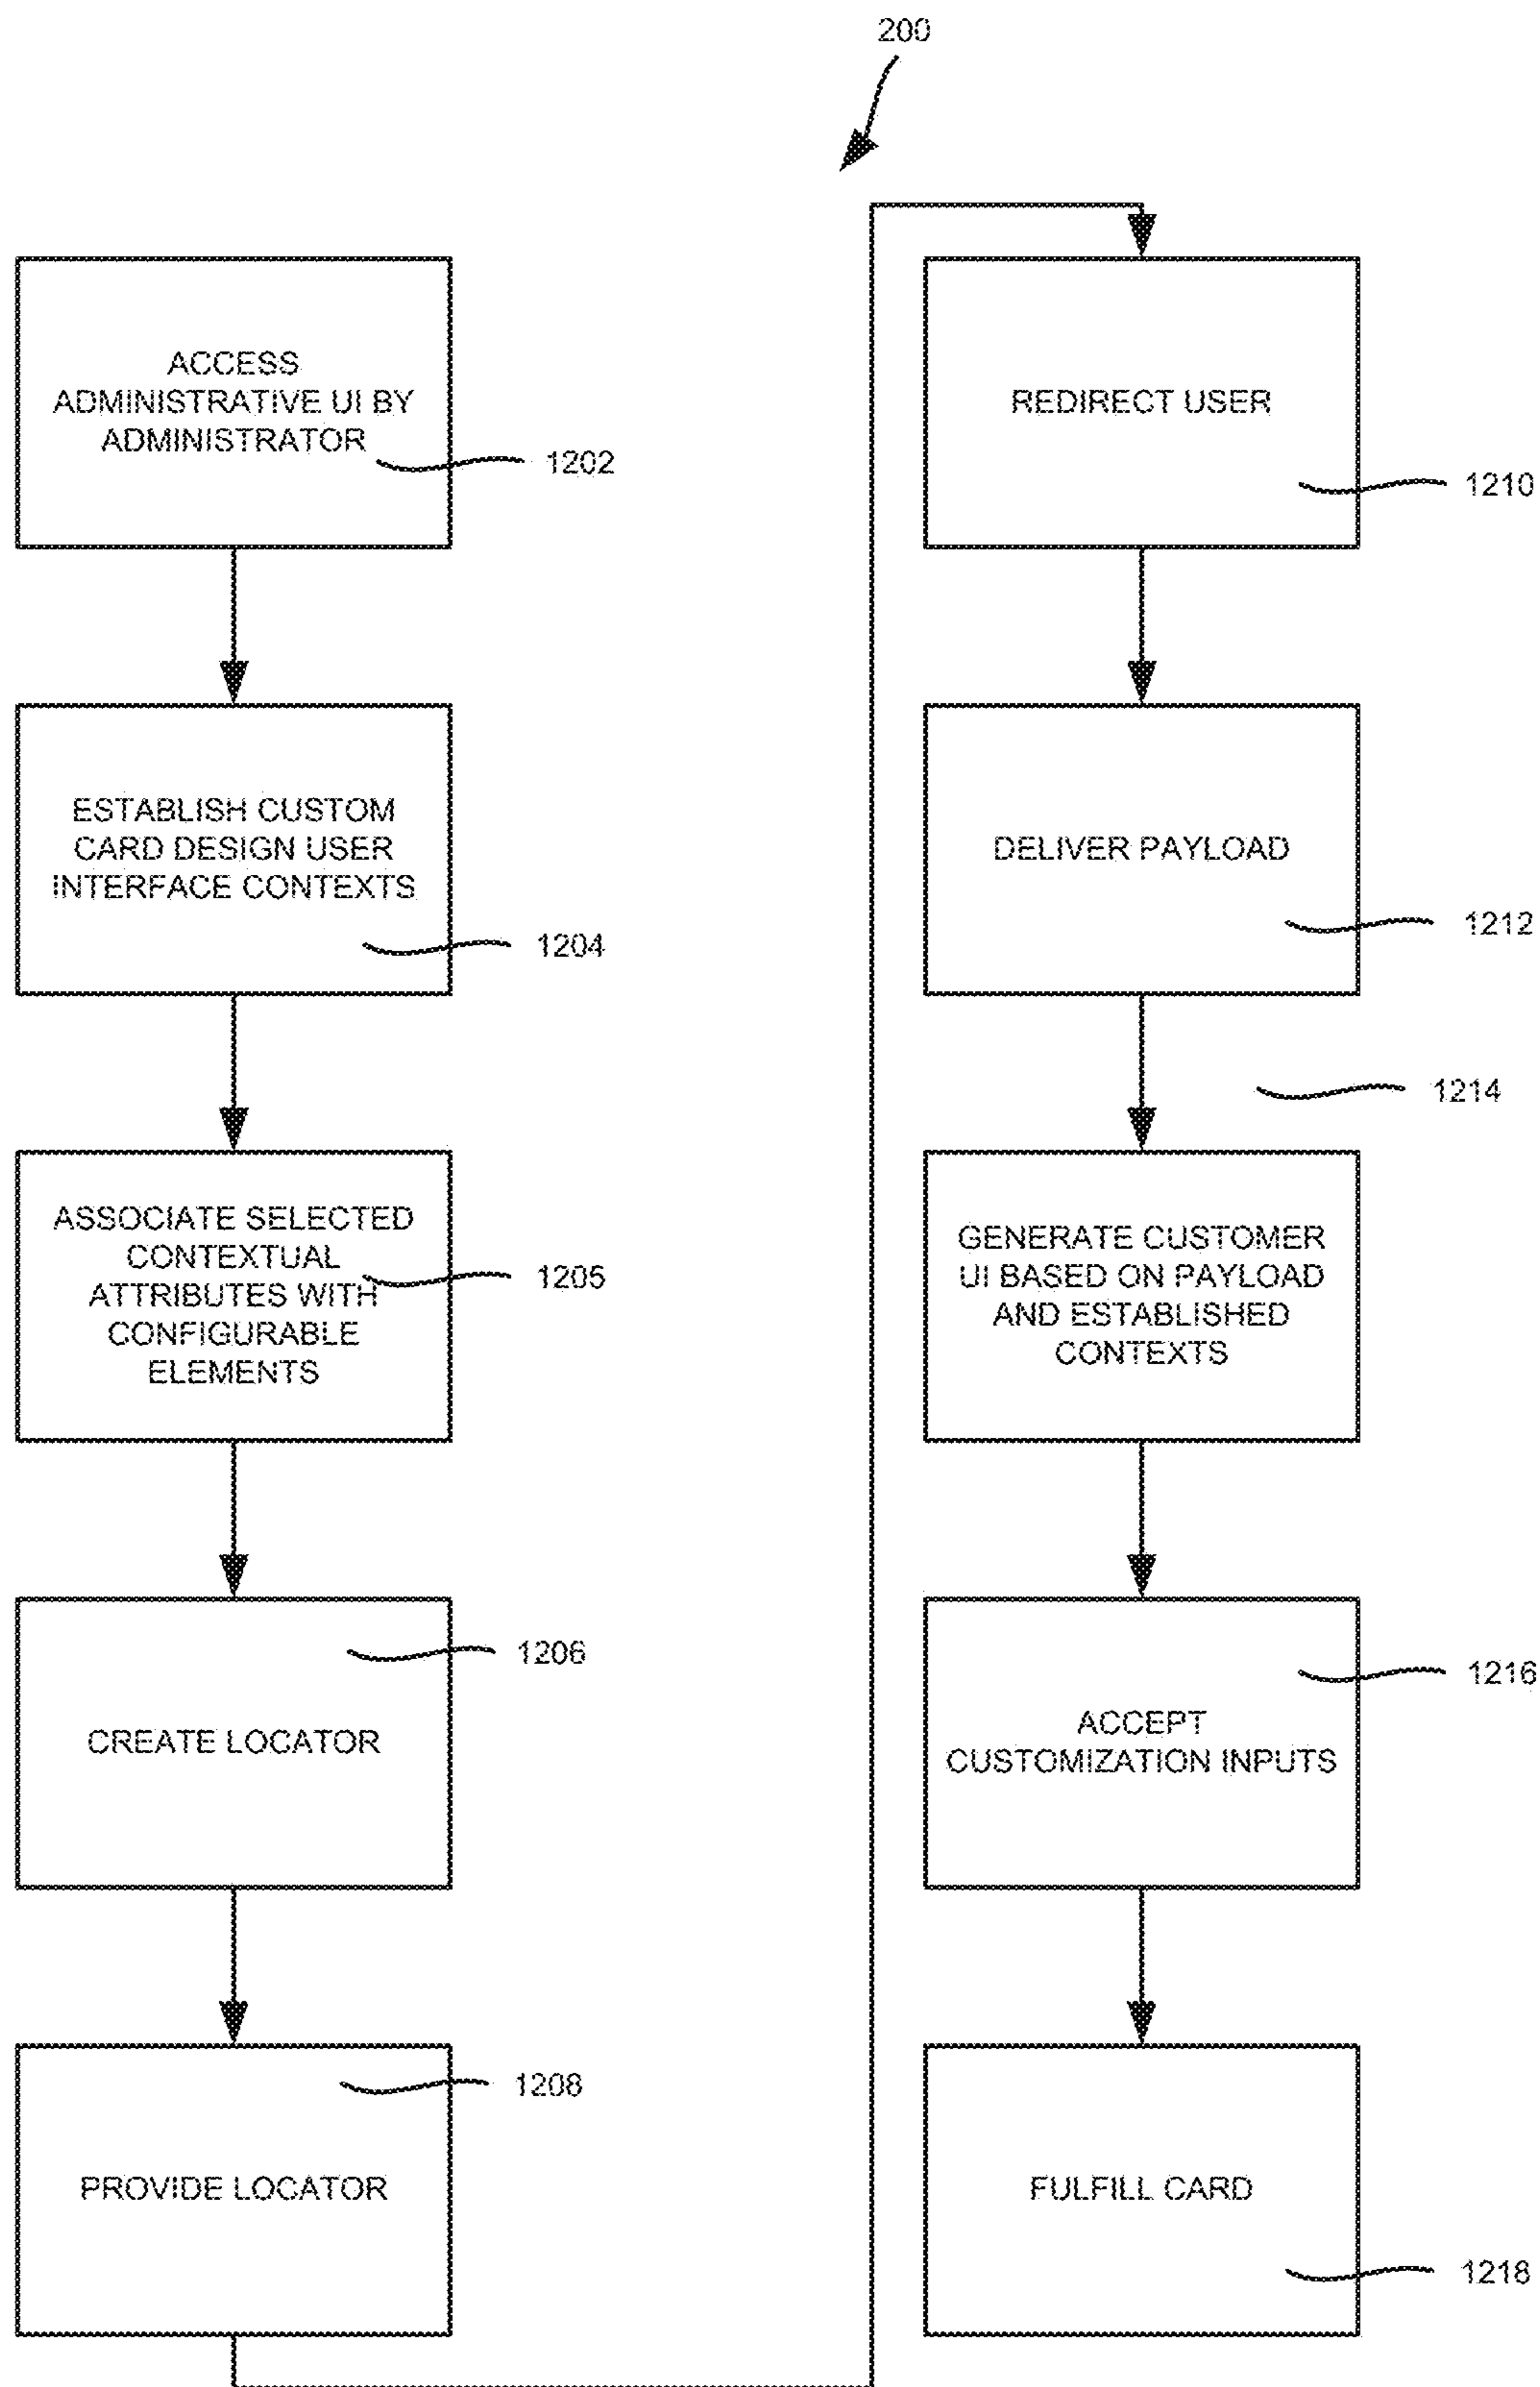 200
ACCESS
ADMINISTRATIVE UI BY
ADMINISTRATOR
1202
ESTABLISH CUSTOM
CARD DESIGN USER
INTERFACE CONTEXTS
1204
ASSOCIATE SELECTED
CONTEXTUAL
ATTRIBUTES WITH
CONFIGURABLE
ELEMENTS
1205
CREATE LOCATOR
1206
PROVIDE LOCATOR
1208
REDIRECT USER
1210
DELIVER PAYLOAD
1212
1214
GENERATE CUSTOMER
UI BASED ON PAYLOAD
AND ESTABLISHED
CONTEXTS
ACCEPT
CUSTOMIZATION INPUTS
1216
FULFILL CARD
1218